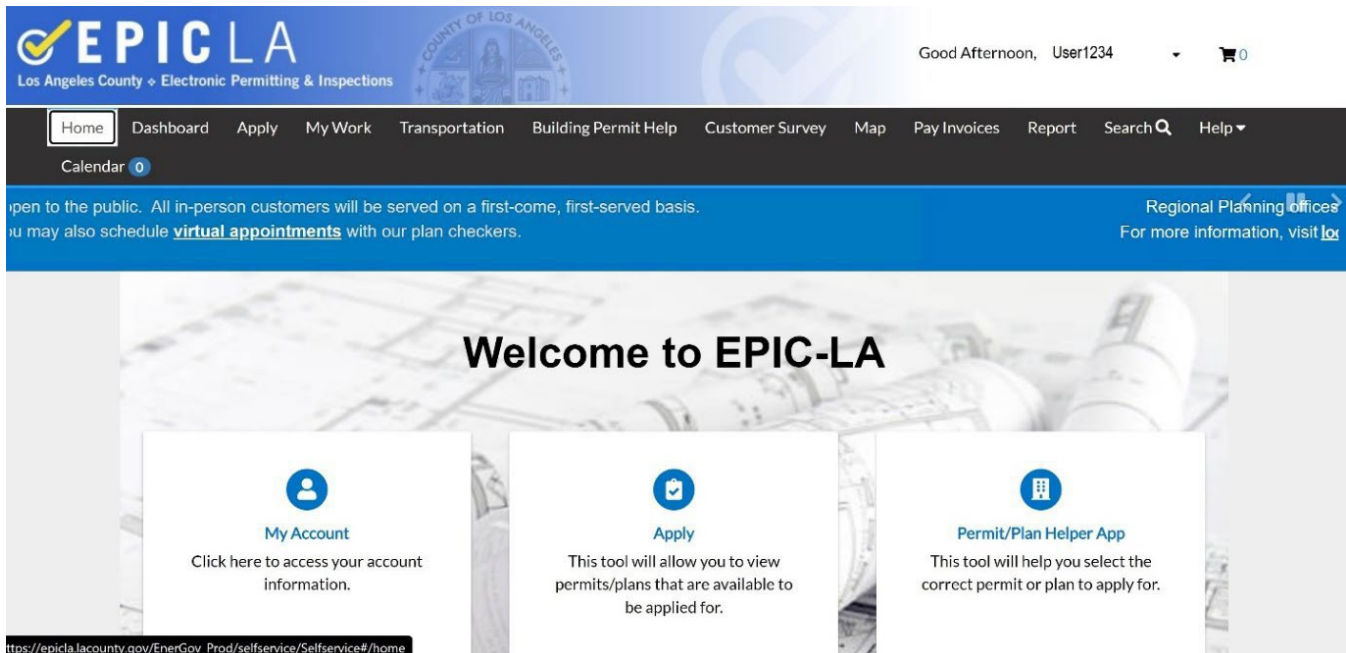 EPICLA
Los Angeles County Electronic Permitting & Inspections
COUNTY OF LOS ANGELES
Good Afternoon, User1234
0
Home Dashboard Apply My Work Transportation Building Permit Help Customer Survey Map Pay Invoices Report Search Help
Calendar 0
pen to the public. All in-person customers will be served on a first-come, first-served basis.
ou may also schedule virtual appointments with our plan checkers.
Regional Planning offices
For more information, visit
Welcome to EPIC-LA
My Account
Click here to access your account
information.
Apply
This tool will allow you to view
permits/plans that are available to
be applied for.
Permit/Plan Helper App
This tool will help you select the
correct permit or plan to apply for.
ttps://epicla.lacounty.gov/EnerGov_Prod/selfservice/Selfservice#/home